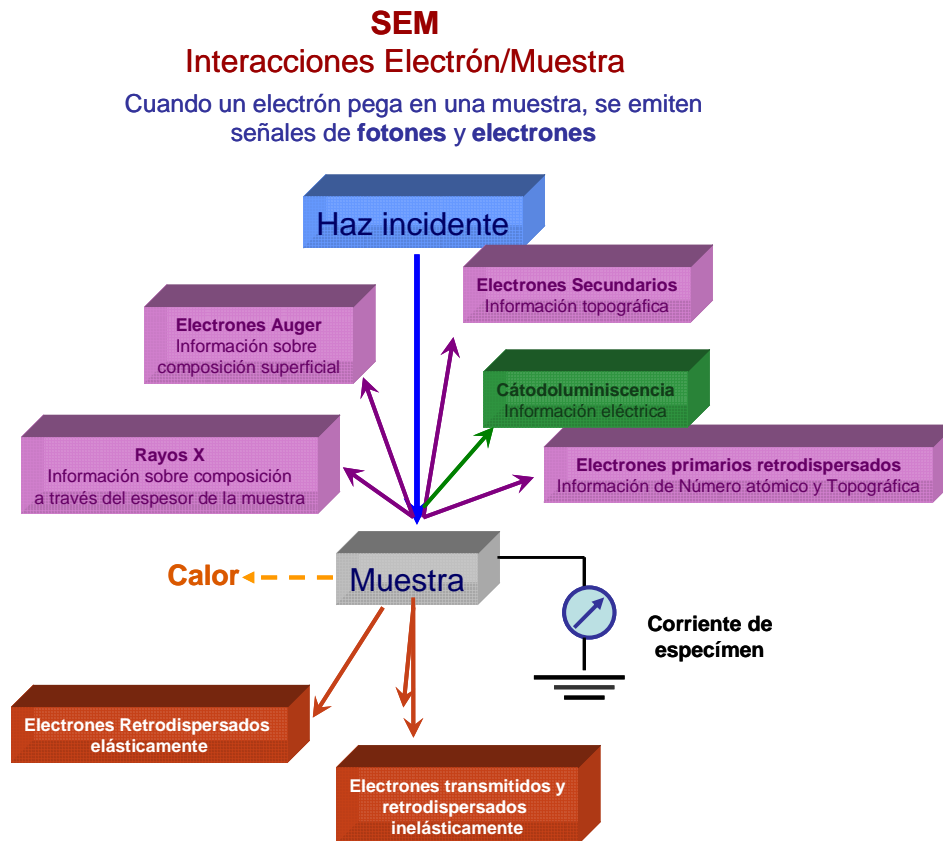 SEM
Interacciones Electrón/Muestra
Cuando un electrón pega en una muestra, se emiten
señales de fotones y electrones
Haz incidente
Electrones Secundarios
Información topográfica
Electrones Auger
Información sobre
composición superficial
Cátodoluminiscencia
Información eléctrica
Rayos X
Información sobre composición
a través del espesor de la muestra
Electrones primarios retrodispersados
Información de Número atómico y Topográfica
Calor
Muestra
Corriente de
especímen
Electrones Retrodispersados
elásticamente
Electrones transmitidos y
retrodispersados
inelásticamente